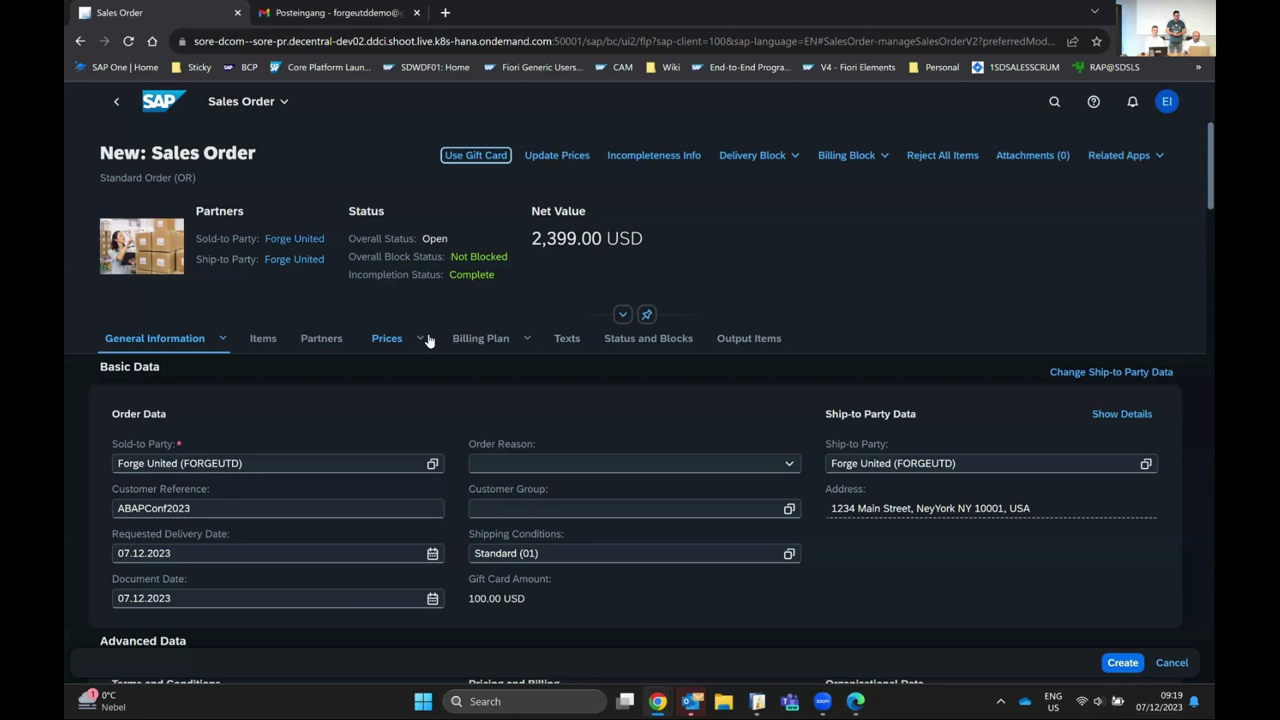 Sales Order
Posteingang - forgeutddemo@g
sore-dcom--sore-pr.decentral-dev02.ddci.shoot.live.k8s-hana.ondemand.com:50001/sap/bc/ui2/flp?sap-client=100&sap-language=EN#SalesOrder-manageSalesOrderV2?preferredMod...
SAP One | Home
Sticky
BCP
Core Platform Laun...
SDWDF01: Home
Fiori Generic Users...
CAM
Wiki
End-to-End Progra...
V4 - Fiori Elements
Personal
1SDSALESSCRUM
RAP@SDSLS
»
SAP
Sales Order
EI
New: Sales Order
Use Gift Card
Update Prices
Incompleteness Info
Delivery Block
Billing Block
Reject All Items
Attachments (0)
Related Apps
Standard Order (OR)
Partners
Status
Net Value
Sold-to Party: Forge United
Overall Status: Open
2,399.00 USD
Ship-to Party: Forge United
Overall Block Status: Not Blocked
Incompletion Status: Complete
General Information
Items
Partners
Prices
Billing Plan
Texts
Status and Blocks
Output Items
Basic Data
Change Ship-to Party Data
Order Data
Ship-to Party Data
Show Details
Sold-to Party:*
Order Reason:
Ship-to Party:
Forge United (FORGEUTD)
Forge United (FORGEUTD)
Customer Reference:
Customer Group:
Address:
ABAPConf2023
1234 Main Street, NeyYork NY 10001, USA
Requested Delivery Date:
Shipping Conditions:
07.12.2023
Standard (01)
Document Date:
Gift Card Amount:
07.12.2023
100.00 USD
Advanced Data
Create
Cancel
Terms and Conditions
Pricing and Billing
Organizational Data
1
0°C
Nebel
Search
ENG
US
09:19
07/12/2023